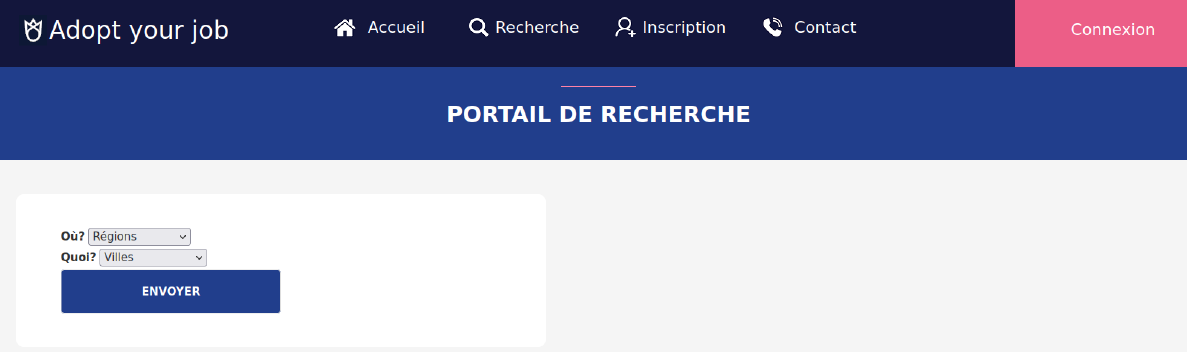 Adopt your job Accueil Recherche Inscription Contact Connexion
PORTAIL DE RECHERCHE
Où? Régions
Quoi? Villes
ENVOYER